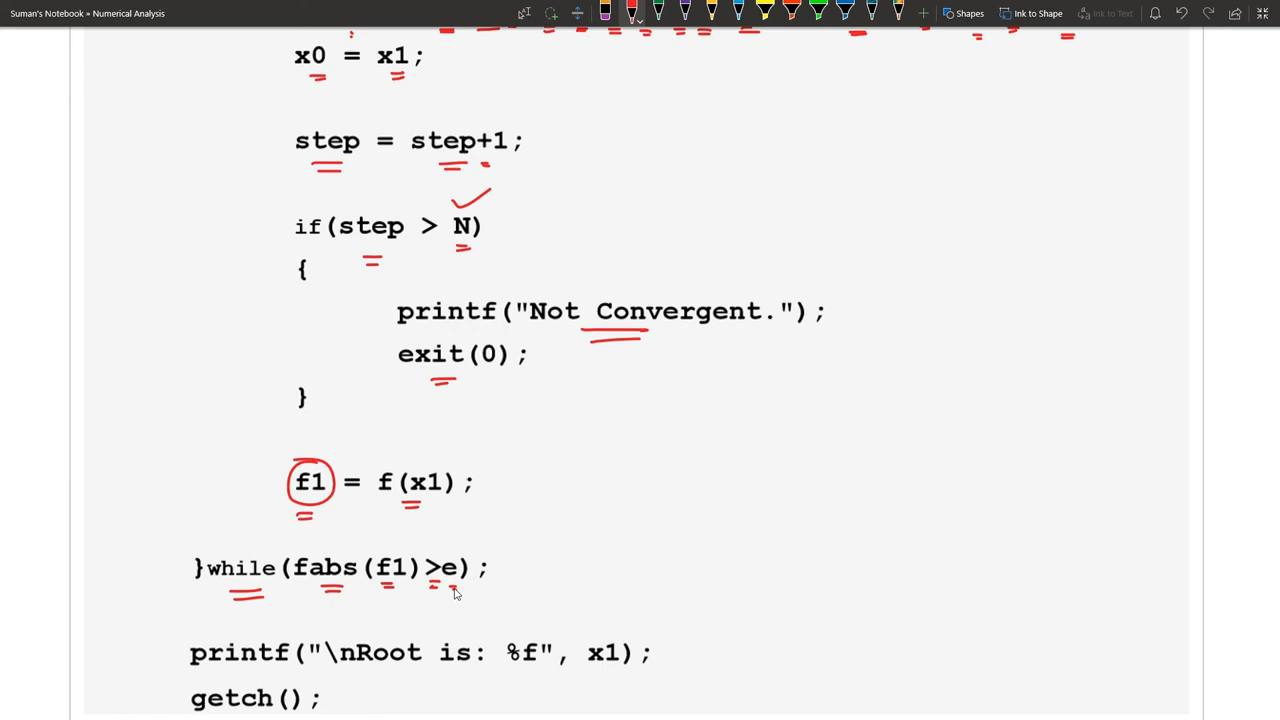 Suman's Notebook » Numerical Analysis
Shapes Ink to Shape Ink to Text
x0 = x1;
step = step+1;
if(step > N)
{
printf("Not Convergent.");
exit(0);
}
f1 = f(x1);
}while(fabs(f1)>e);
printf("\nRoot is: %f", x1);
getch();